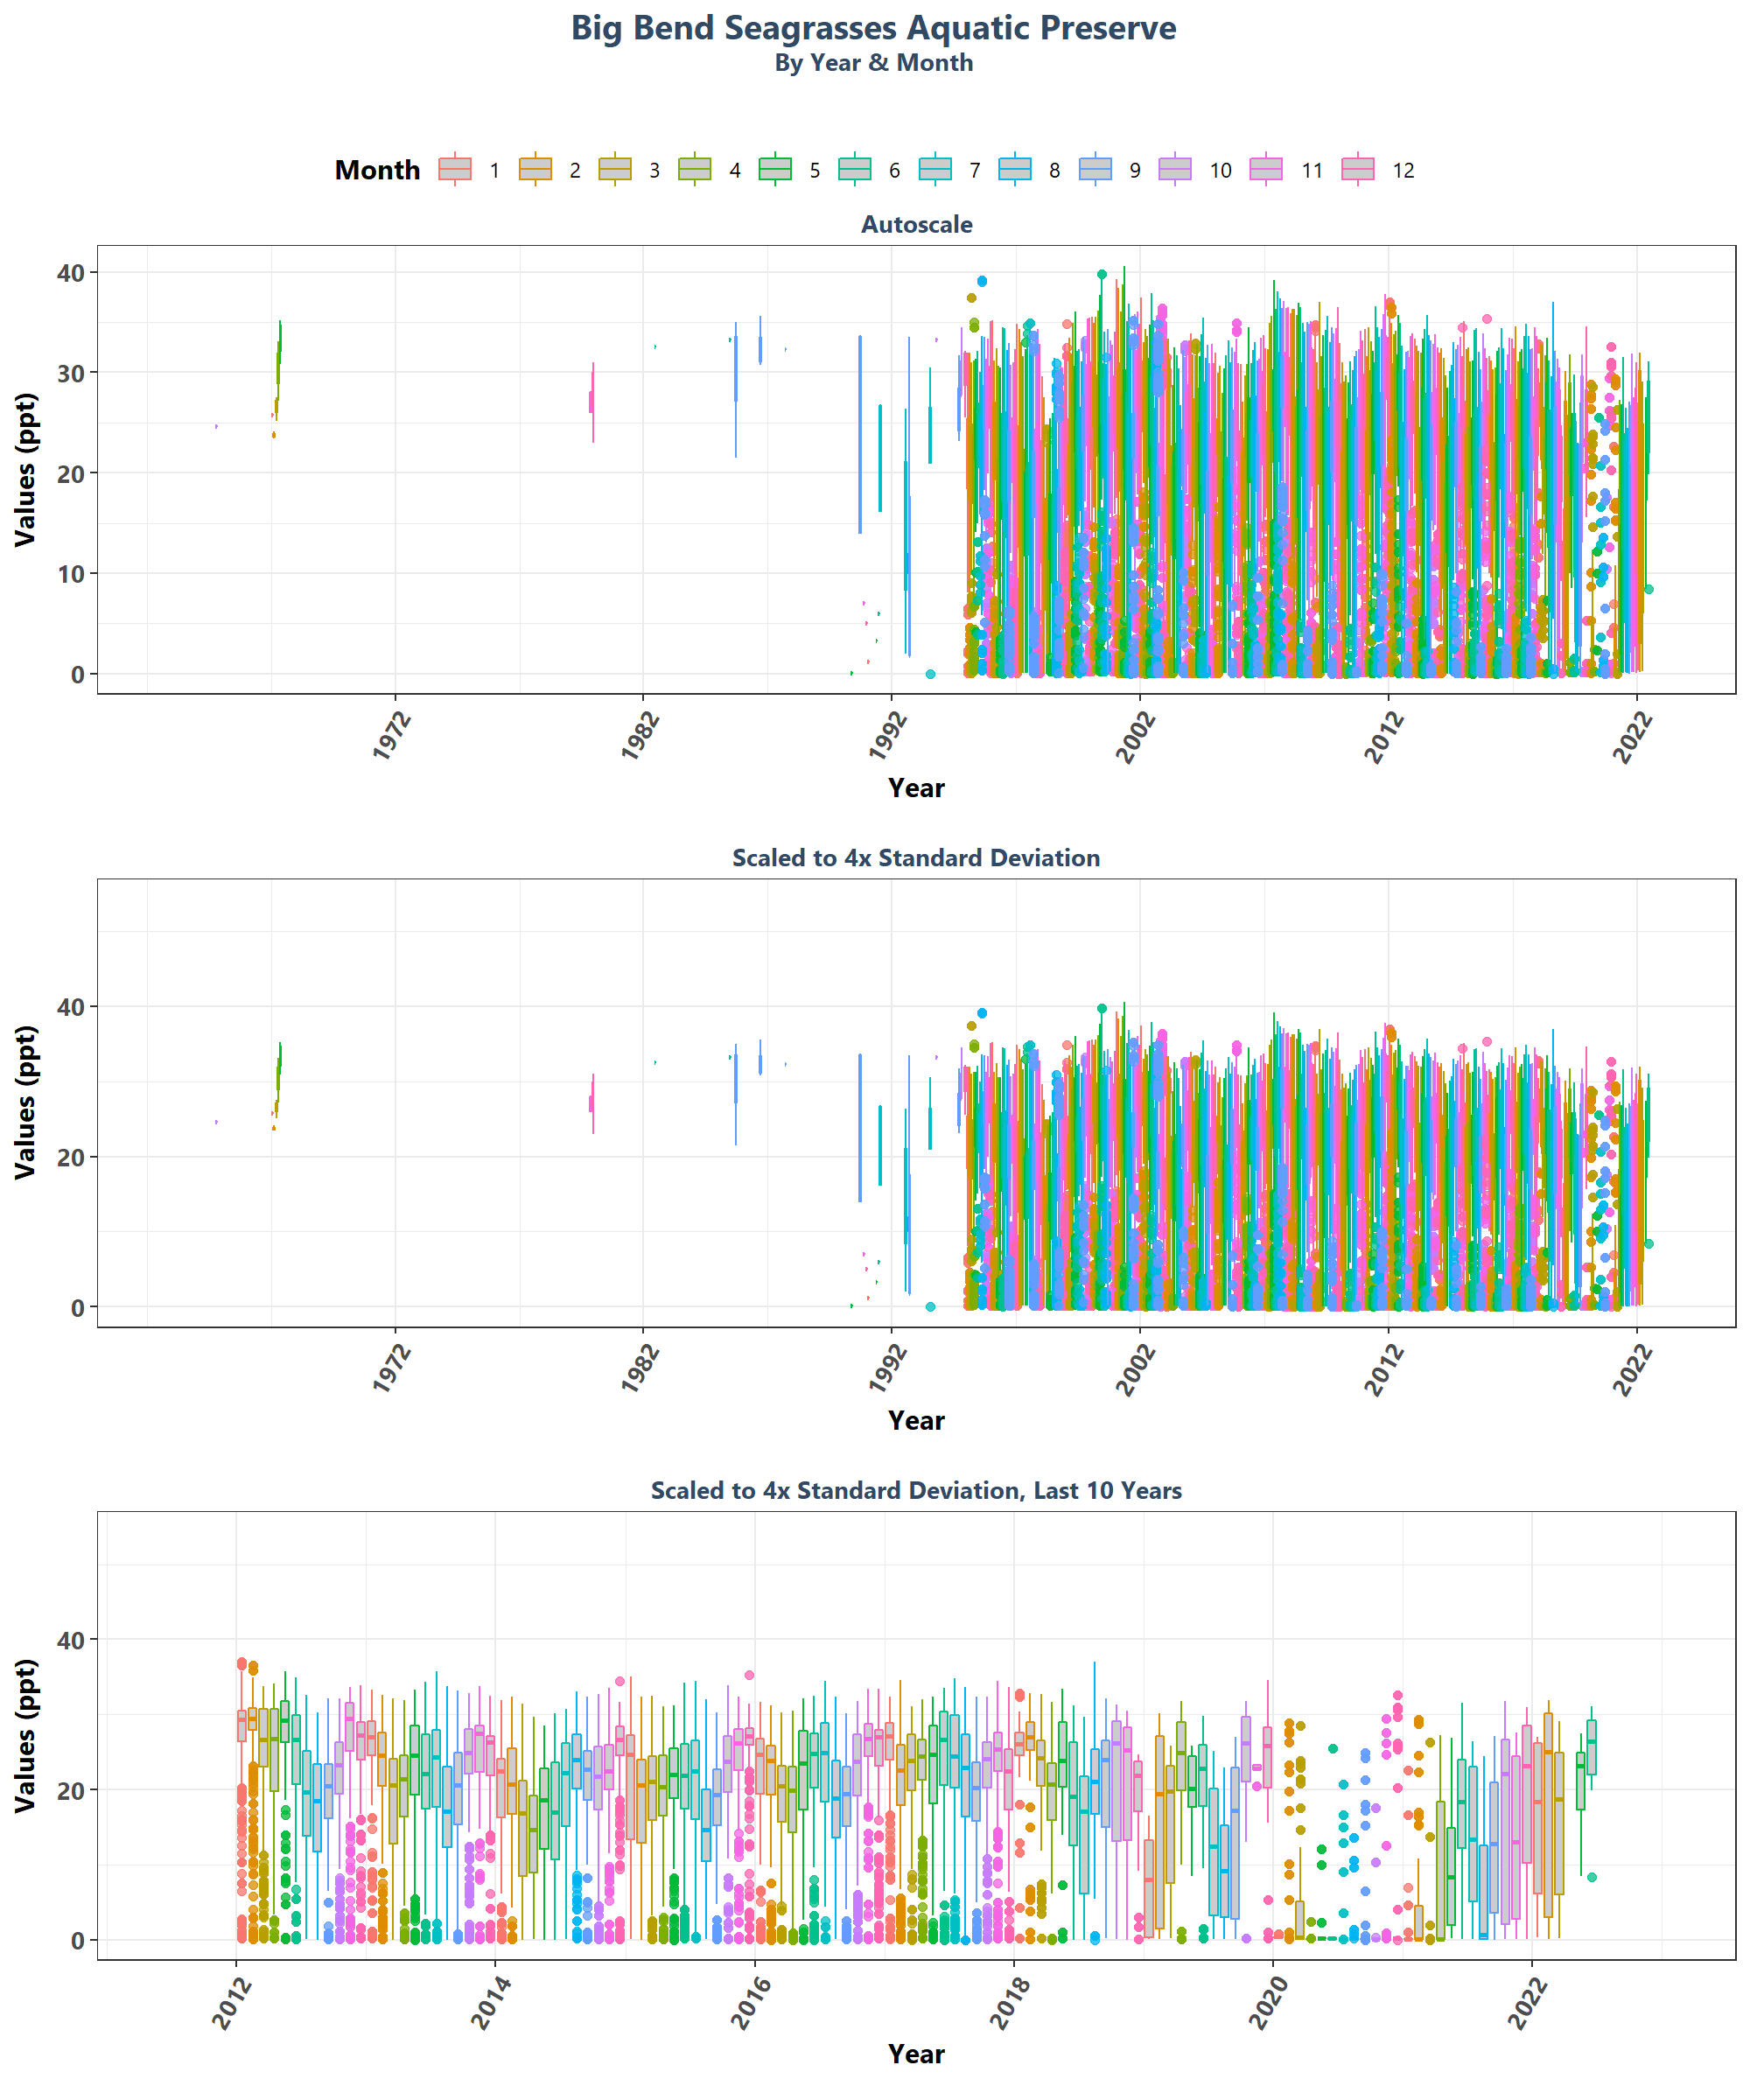 Big Bend Seagrasses Aquatic Preserve
By Year & Month
Month 1 2 3 4 5 6 7 8 9 10 11 12
Autoscale
Values (ppt)
40
30
20
10
0
1972 1982 1992 2002 2012 2022
Year
Scaled to 4x Standard Deviation
Values (ppt)
40
20
0
1972 1982 1992 2002 2012 2022
Year
Scaled to 4x Standard Deviation, Last 10 Years
Values (ppt)
40
20
0
2012 2014 2016 2018 2020 2022
Year